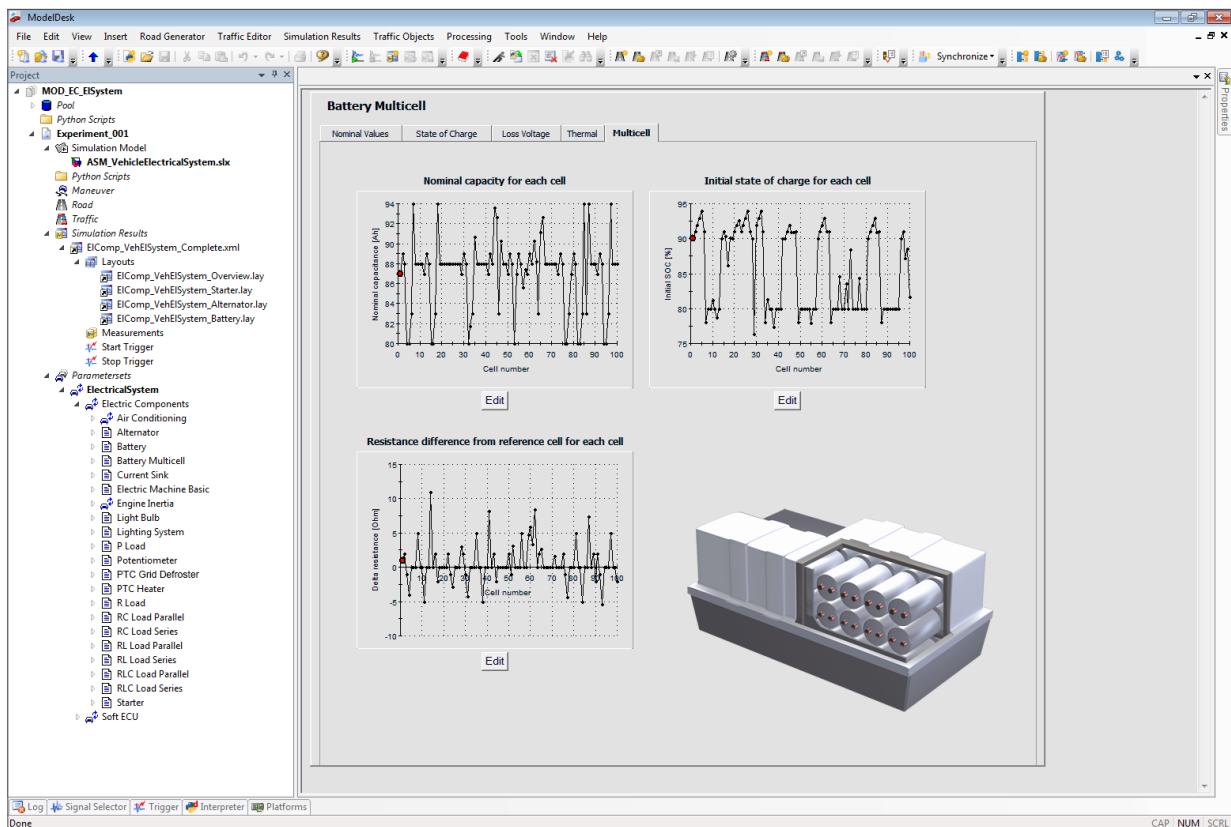 ModelDesk
File Edit View Insert Road Generator Traffic Editor Simulation Results Traffic Objects Processing Tools Window Help
Synchronize
Project
MOD_EC_ElSystem
Pool
Python Scripts
Experiment_001
Simulation Model
ASM_VehicleElectricalSystem.slx
Python Scripts
Maneuver
Road
Traffic
Simulation Results
ElComp_VehElSystem_Complete.xml
Layouts
ElComp_VehElSystem_Overview.lay
ElComp_VehElSystem_Starter.lay
ElComp_VehElSystem_Alternator.lay
ElComp_VehElSystem_Battery.lay
Measurements
Start Trigger
Stop Trigger
Parametersets
ElectricalSystem
Electric Components
Air Conditioning
Alternator
Battery
Battery Multicell
Current Sink
Electric Machine Basic
Engine Inertia
Light Bulb
Lighting System
P Load
Potentiometer
PTC Grid Defroster
PTC Heater
R Load
RC Load Parallel
RC Load Series
RL Load Parallel
RL Load Series
RLC Load Parallel
RLC Load Series
Starter
Soft ECU
Battery Multicell
Nominal Values State of Charge Loss Voltage Thermal Multicell
Nominal capacity for each cell
Nominal capacitance [Ah]
94
92
90
88
86
84
82
80
0 10 20 30 40 50 60 70 80 90 100
Cell number
Edit
Initial state of charge for each cell
Initial SOC [%]
95
90
85
80
75
0 10 20 30 40 50 60 70 80 90 100
Cell number
Edit
Resistance difference from reference cell for each cell
Delta resistance [Ohm]
15
10
5
0
-5
-10
10 20 30 40 50 60 70 80 90 100
Cell number
Edit
Properties
Log Signal Selector Trigger Interpreter Platforms
Done CAP NUM SCRL